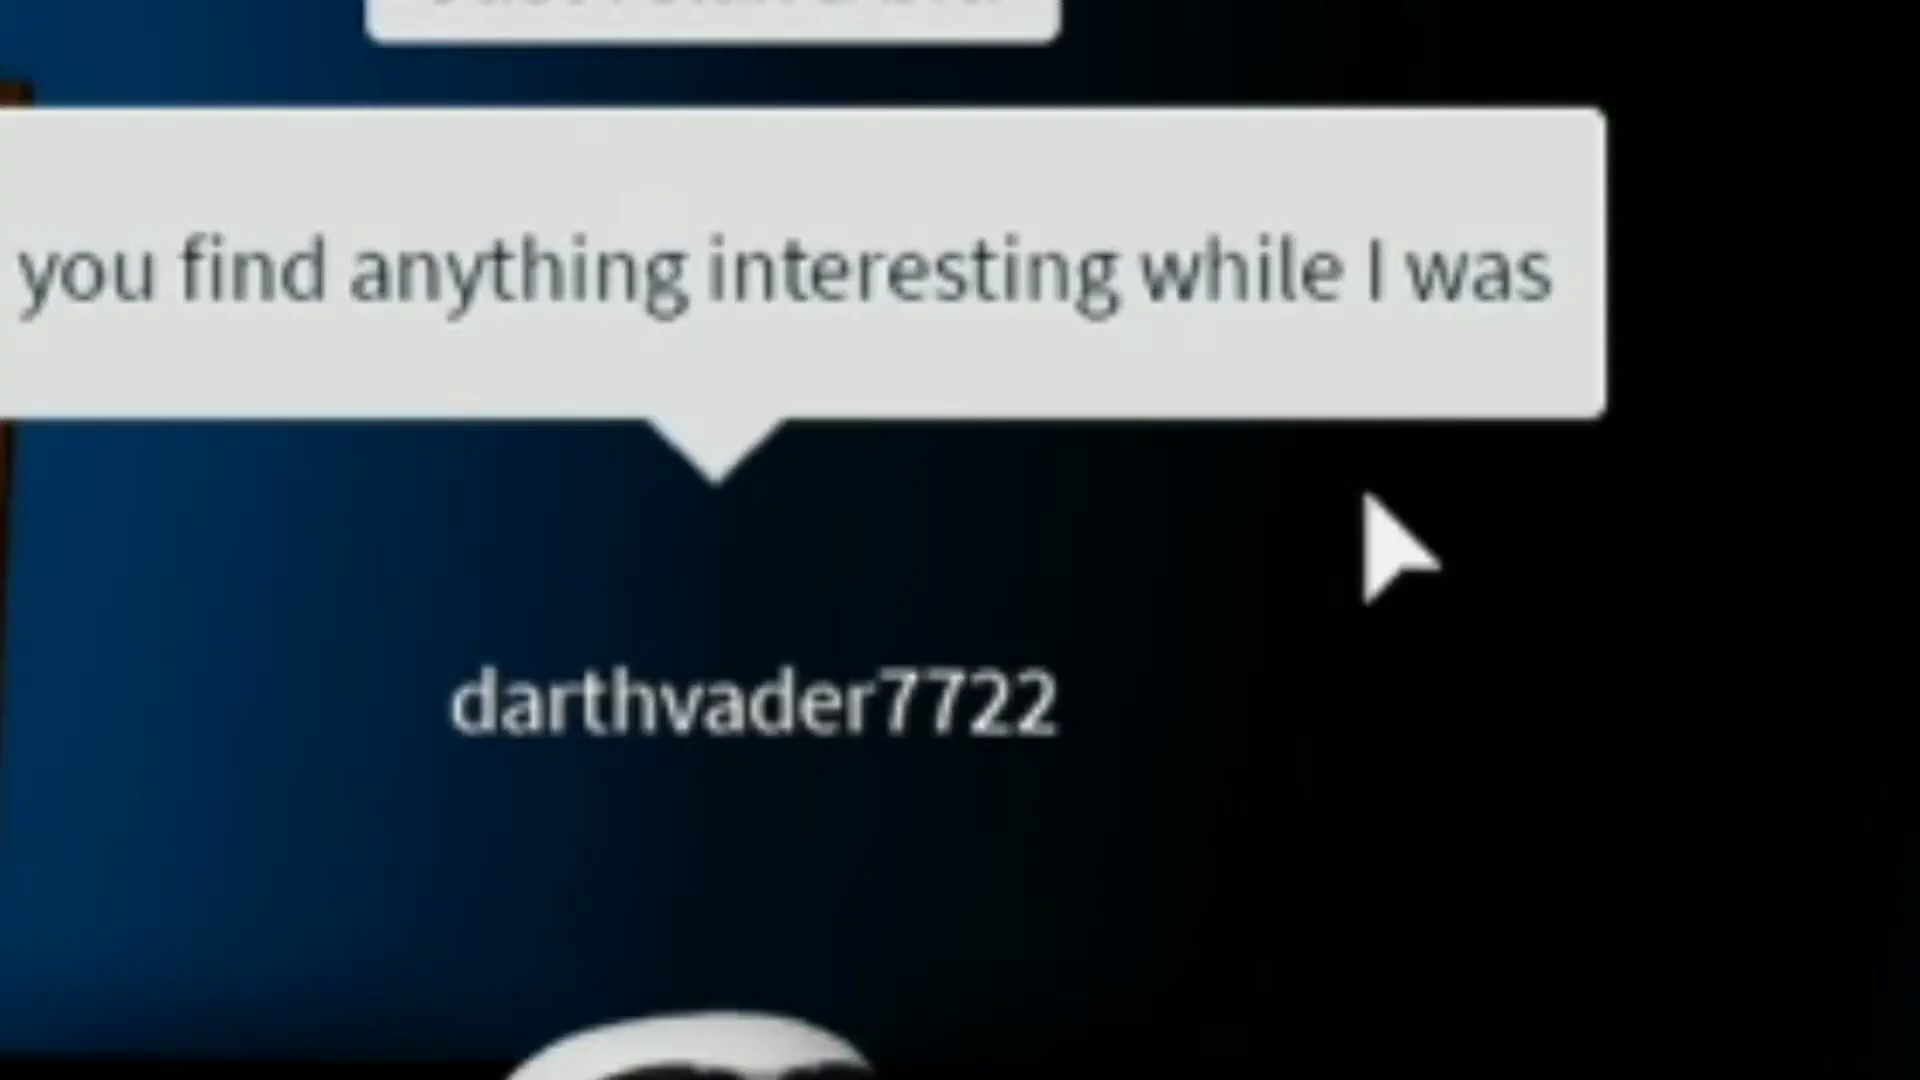 you find anything interesting while I was
darthvader7722